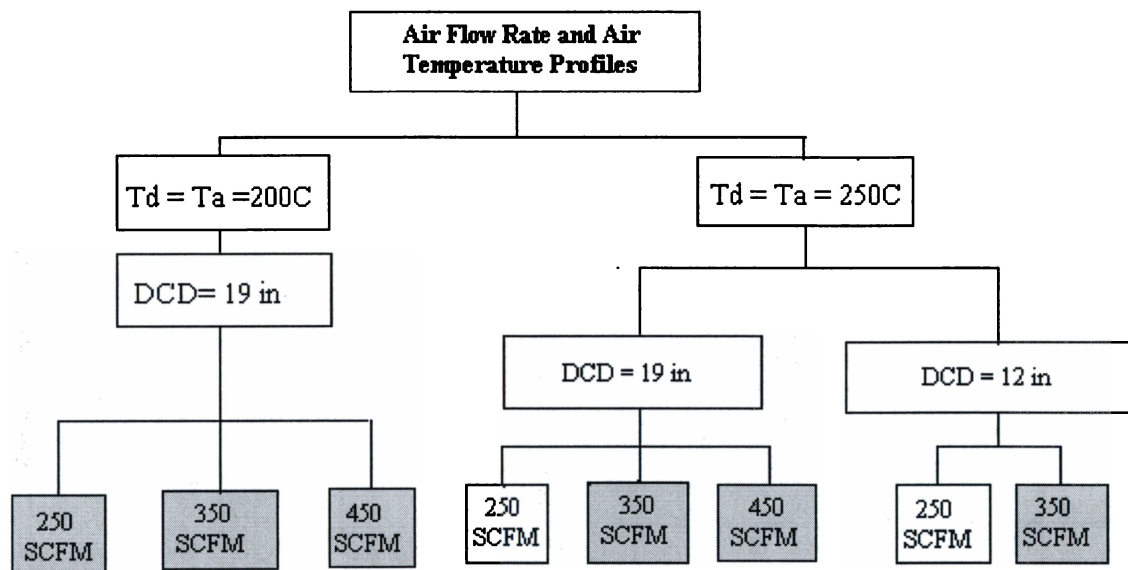 Air Flow Rate and Air
Temperature Profiles
Td = Ta =200C
Td = Ta = 250C
DCD= 19 in
DCD = 19 in
DCD = 12 in
250
SCFM
350
SCFM
450
SCFM
250
SCFM
350
SCFM
450
SCFM
250
SCFM
350
SCFM